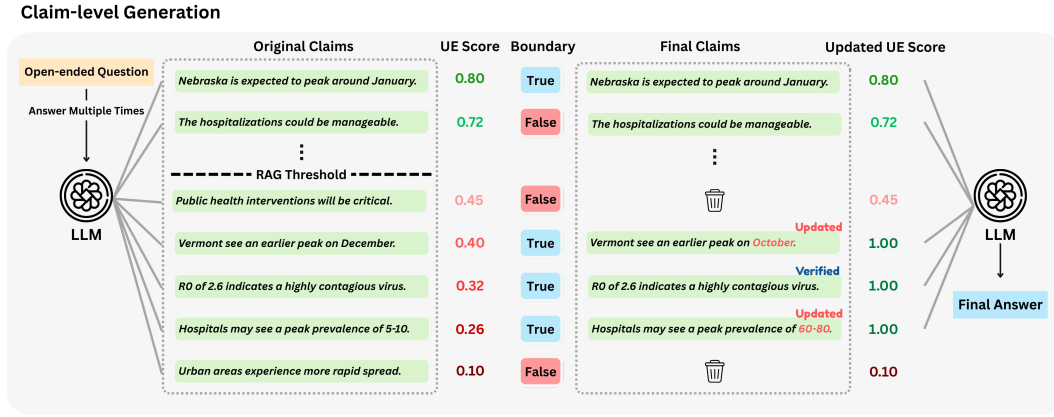 Claim-level Generation
Original Claims UE Score Boundary Final Claims Updated UE Score
Open-ended Question
Answer Multiple Times
LLM
Nebraska is expected to peak around January. 0.80 True Nebraska is expected to peak around January. 0.80
The hospitalizations could be manageable. 0.72 False The hospitalizations could be manageable. 0.72
RAG Threshold
Public health interventions will be critical. 0.45 False 0.45
Updated
Vermont see an earlier peak on December. 0.40 True Vermont see an earlier peak on October. 1.00
Verified
R0 of 2.6 indicates a highly contagious virus. 0.32 True R0 of 2.6 indicates a highly contagious virus. 1.00
Updated
Hospitals may see a peak prevalence of 5-10. 0.26 True Hospitals may see a peak prevalence of 60-80. 1.00
Urban areas experience more rapid spread. 0.10 False 0.10
LLM
Final Answer